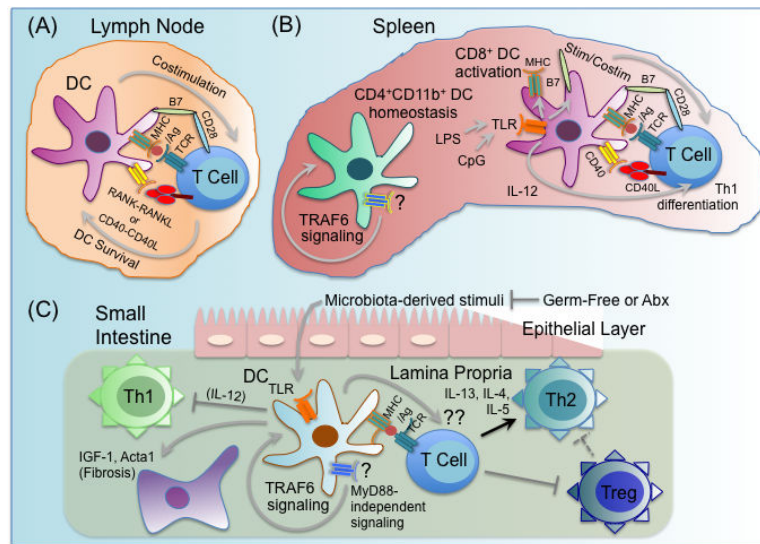 (A)
Lymph Node
DC
Costimulation
B7
CD28
MHC
/Ag
TCR
T Cell
RANK-RANKL
or
CD40-CD40L
DC Survival
(B)
Spleen
CD8⁺ DC
activation
MHC
B7
Stim/Costim
B7
CD28
CD4⁺CD11b⁺ DC
homeostasis
LPS
TLR
CpG
MHC
/Ag
TCR
T Cell
CD40
CD40L
IL-12
Th1
differentiation
?
TRAF6
signaling
(C)
Small
Intestine
Microbiota-derived stimuli
Germ-Free or Abx
Epithelial Layer
Lamina Propria
DC
TLR
Th1
(IL-12)
MHC
/Ag
TCR
??
IL-13, IL-4,
IL-5
Th2
T Cell
IGF-1, Acta1
(Fibrosis)
TRAF6
signaling
?
MyD88-
independent
signaling
Treg